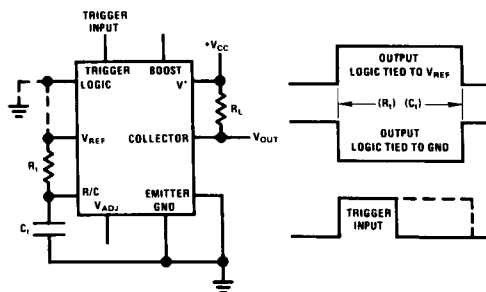 TRIGGER
INPUT
+VCC
TRIGGER
BOOST
LOGIC
V+
RL
VREF
COLLECTOR
VOUT
Rt
R/C
EMITTER
VADJ
GND
Ct
OUTPUT
LOGIC TIED TO VREF
(Rt) (Ct)
OUTPUT
LOGIC TIED TO GND
TRIGGER
INPUT